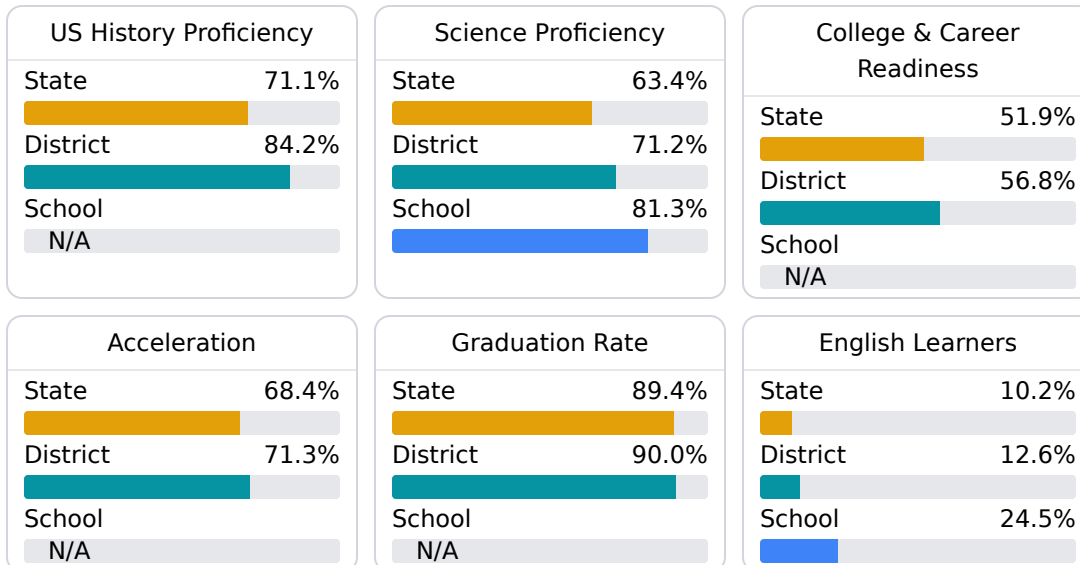 US History Proficiency
State 71.1%
District 84.2%
School
N/A
Science Proficiency
State 63.4%
District 71.2%
School 81.3%
College & Career
Readiness
State 51.9%
District 56.8%
School
N/A
Acceleration
State 68.4%
District 71.3%
School
N/A
Graduation Rate
State 89.4%
District 90.0%
School
N/A
English Learners
State 10.2%
District 12.6%
School 24.5%